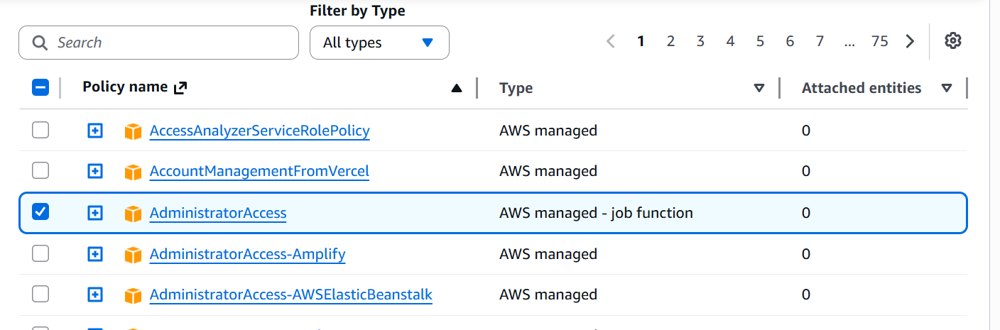 Filter by Type
Search
All types
1 2 3 4 5 6 7 ... 75
Policy name Type Attached entities
AccessAnalyzerServiceRolePolicy AWS managed 0
AccountManagementFromVercel AWS managed 0
AdministratorAccess AWS managed - job function 0
AdministratorAccess-Amplify AWS managed 0
AdministratorAccess-AWSElasticBeanstalk AWS managed 0